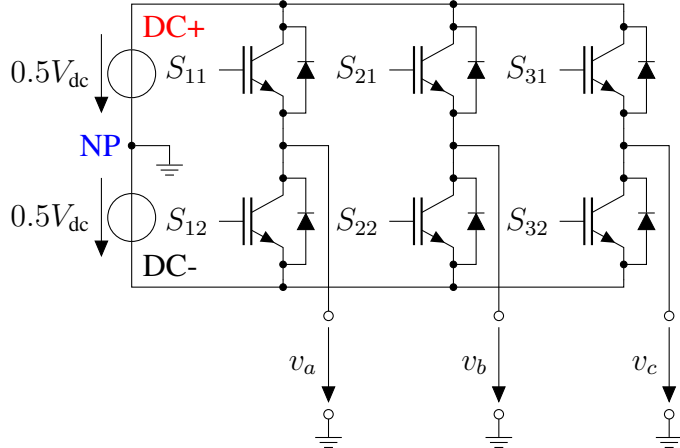 DC+
0.5V_dc S_11 S_21 S_31
NP
0.5V_dc S_12 S_22 S_32
DC-
v_a v_b v_c